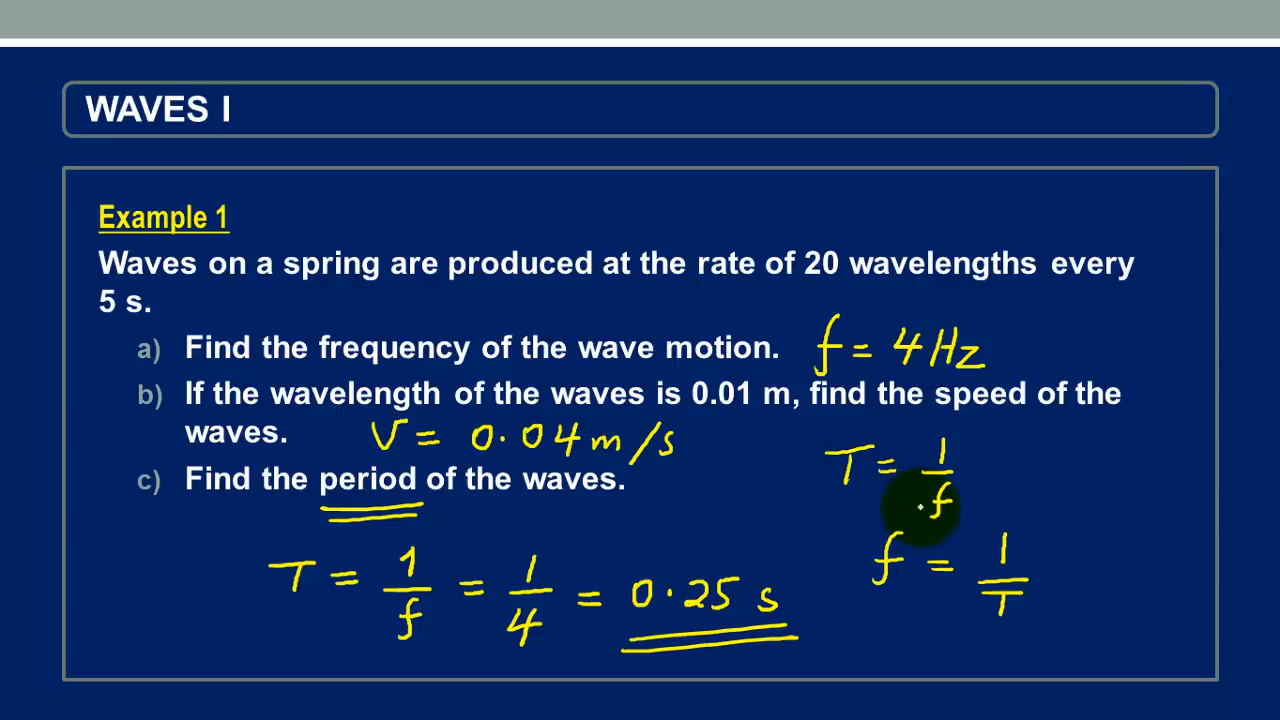 WAVES I
Example 1
Waves on a spring are produced at the rate of 20 wavelengths every
5 s.
a) Find the frequency of the wave motion. f = 4 Hz
b) If the wavelength of the waves is 0.01 m, find the speed of the
waves. V = 0.04 m/s
c) Find the period of the waves.
T = 1/f
T = 1/f = 1/4 = 0.25 s
f = 1/T